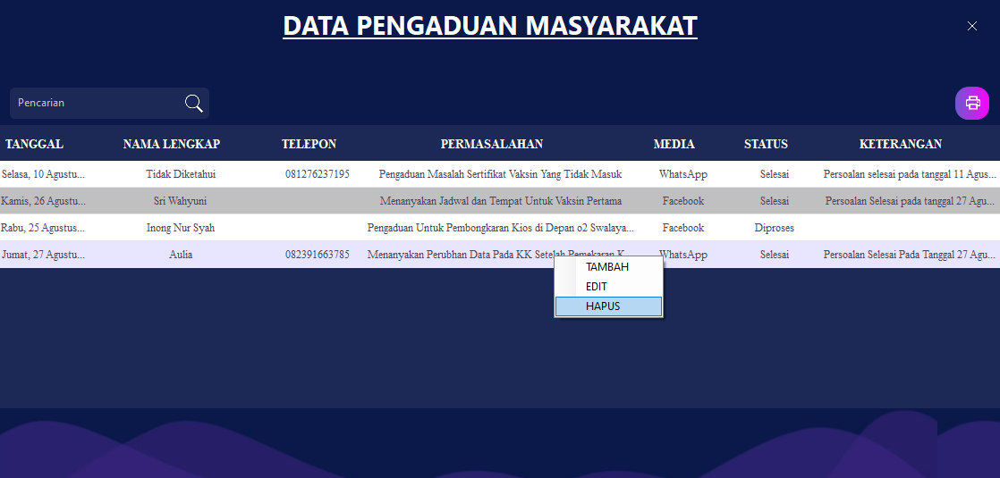 DATA PENGADUAN MASYARAKAT
Pencarian
TANGGAL NAMA LENGKAP TELEPON PERMASALAHAN MEDIA STATUS KETERANGAN
Selasa, 10 Agustu... Tidak Diketahui 081276237195 Pengaduan Masalah Sertifikat Vaksin Yang Tidak Masuk WhatsApp Selesai Persoalan selesai pada tanggal 11 Agus...
Kamis, 26 Agustu... Sri Wahyuni Menanyakan Jadwal dan Tempat Untuk Vaksin Pertama Facebook Selesai Persoalan Selesai pada tanggal 27 Agu...
Rabu, 25 Agustus... Inong Nur Syah Pengaduan Untuk Pembongkaran Kios di Depan o2 Swalaya... Facebook Diproses
Jumat, 27 Agustu... Aulia 082391663785 Menanyakan Perubhan Data Pada KK Setelah Pemekaran K... WhatsApp Selesai Persoalan Selesai Pada Tanggal 27 Agu...
TAMBAH
EDIT
HAPUS